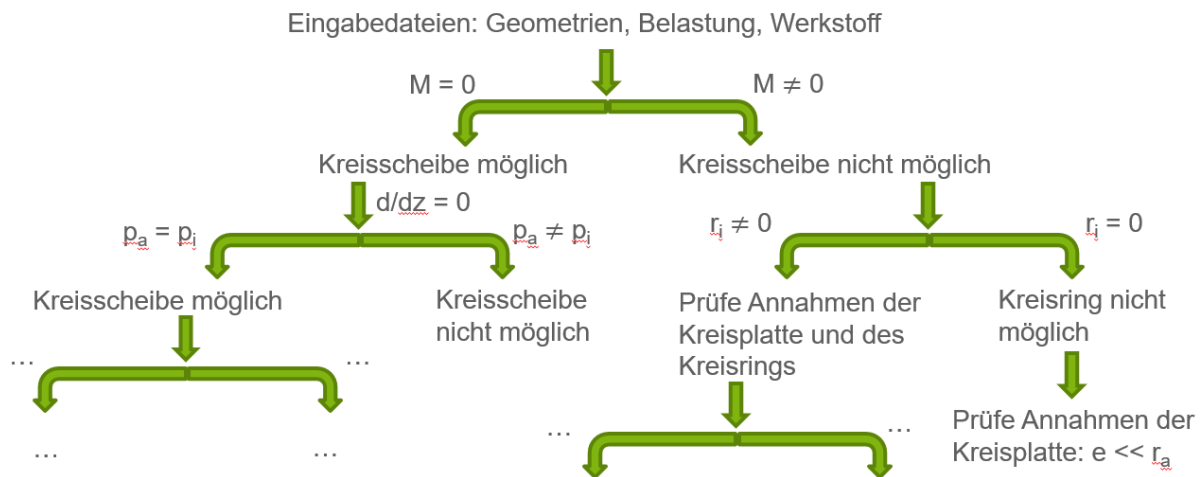 Eingabedateien: Geometrien, Belastung, Werkstoff
M = 0
M ≠ 0
Kreisscheibe möglich
Kreisscheibe nicht möglich
d/dz = 0
pₐ = pᵢ
pₐ ≠ pᵢ
rᵢ ≠ 0
rᵢ = 0
Kreisscheibe möglich
Kreisscheibe
nicht möglich
Prüfe Annahmen der
Kreisplatte und des
Kreisrings
Kreisring nicht
möglich
...
...
...
...
...
...
Prüfe Annahmen der
Kreisplatte: e << rₐ